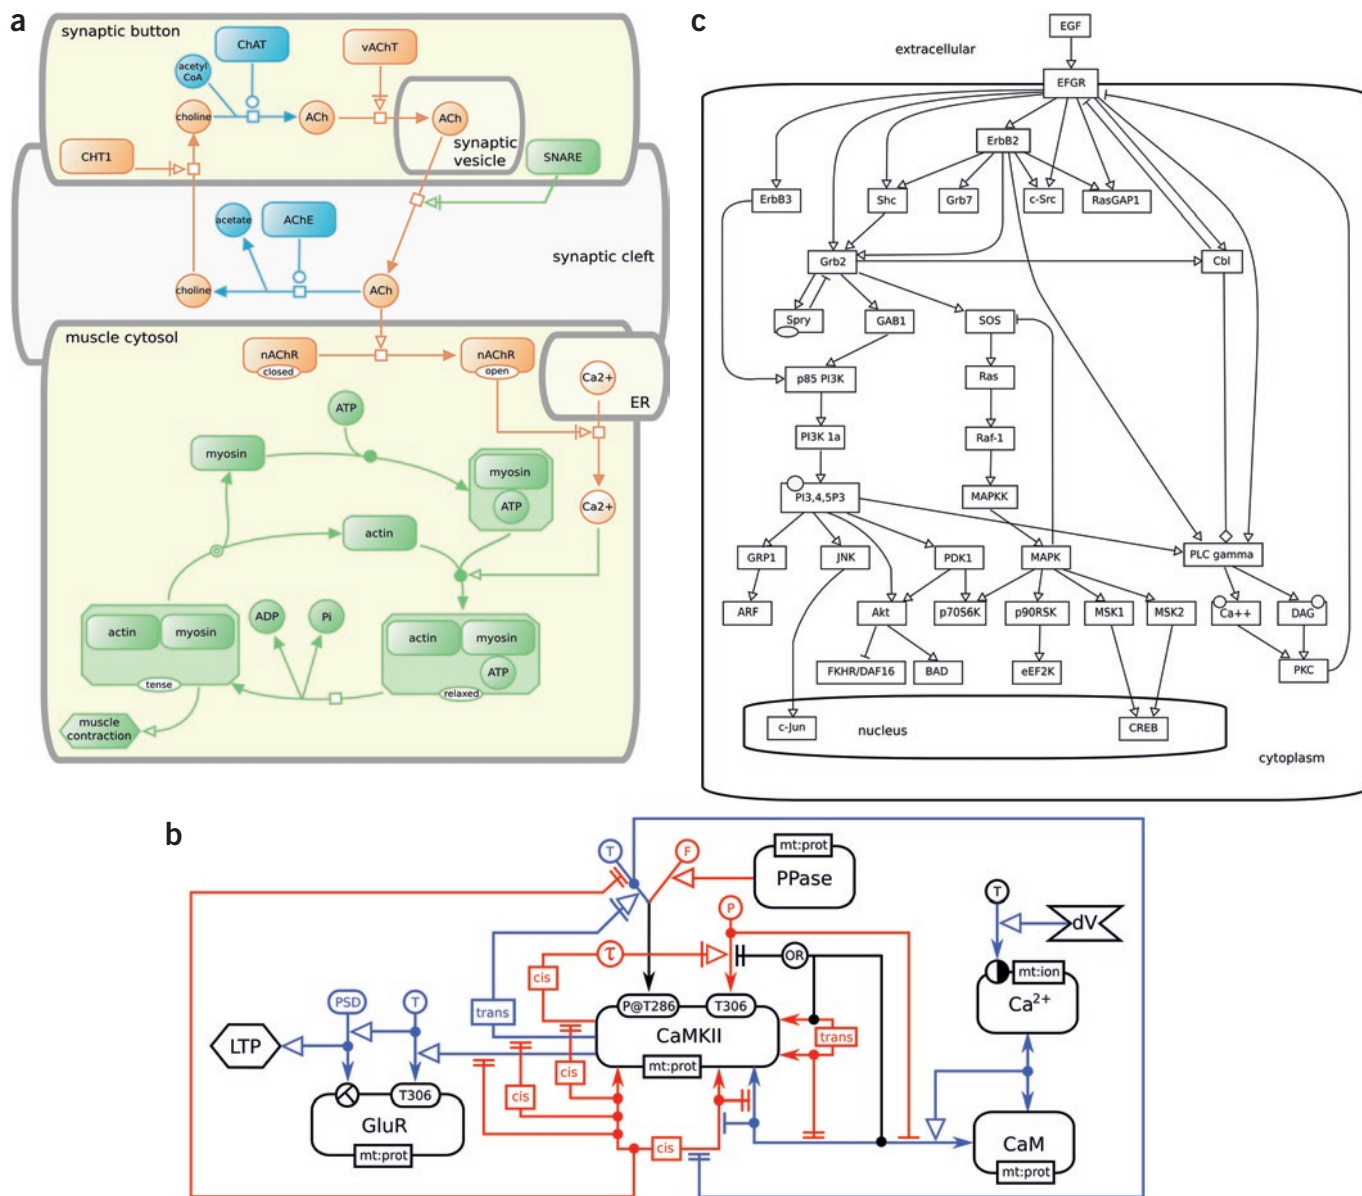 a
synaptic button
ChAT
vAChT
acetyl
CoA
choline
ACh
ACh
synaptic
vesicle
CHT1
SNARE
acetate
AChE
synaptic cleft
choline
ACh
muscle cytosol
nAChR
closed
nAChR
open
Ca2+
ER
ATP
myosin
myosin
ATP
Ca2+
actin
ADP
Pi
actin
myosin
tense
actin
myosin
ATP
relaxed
muscle
contraction
c
EGF
extracellular
EFGR
ErbB2
ErbB3
Shc
Grb7
c-Src
RasGAP1
Grb2
Cbl
Spry
GAB1
SOS
p85 PI3K
Ras
PI3K 1a
Raf-1
PI3,4,5P3
MAPKK
GRP1
JNK
PDK1
MAPK
PLC gamma
ARF
Akt
p70S6K
p90RSK
MSK1
MSK2
Ca++
DAG
FKHR/DAF16
BAD
eEF2K
PKC
c-Jun
nucleus
CREB
cytoplasm
b
T
F
mt:prot
PPase
P
T
dV
τ
OR
cis
mt:ion
Ca2+
PSD
T
trans
P@T286
T306
CaMKII
mt:prot
trans
LTP
cis
cis
T306
GluR
mt:prot
cis
CaM
mt:prot